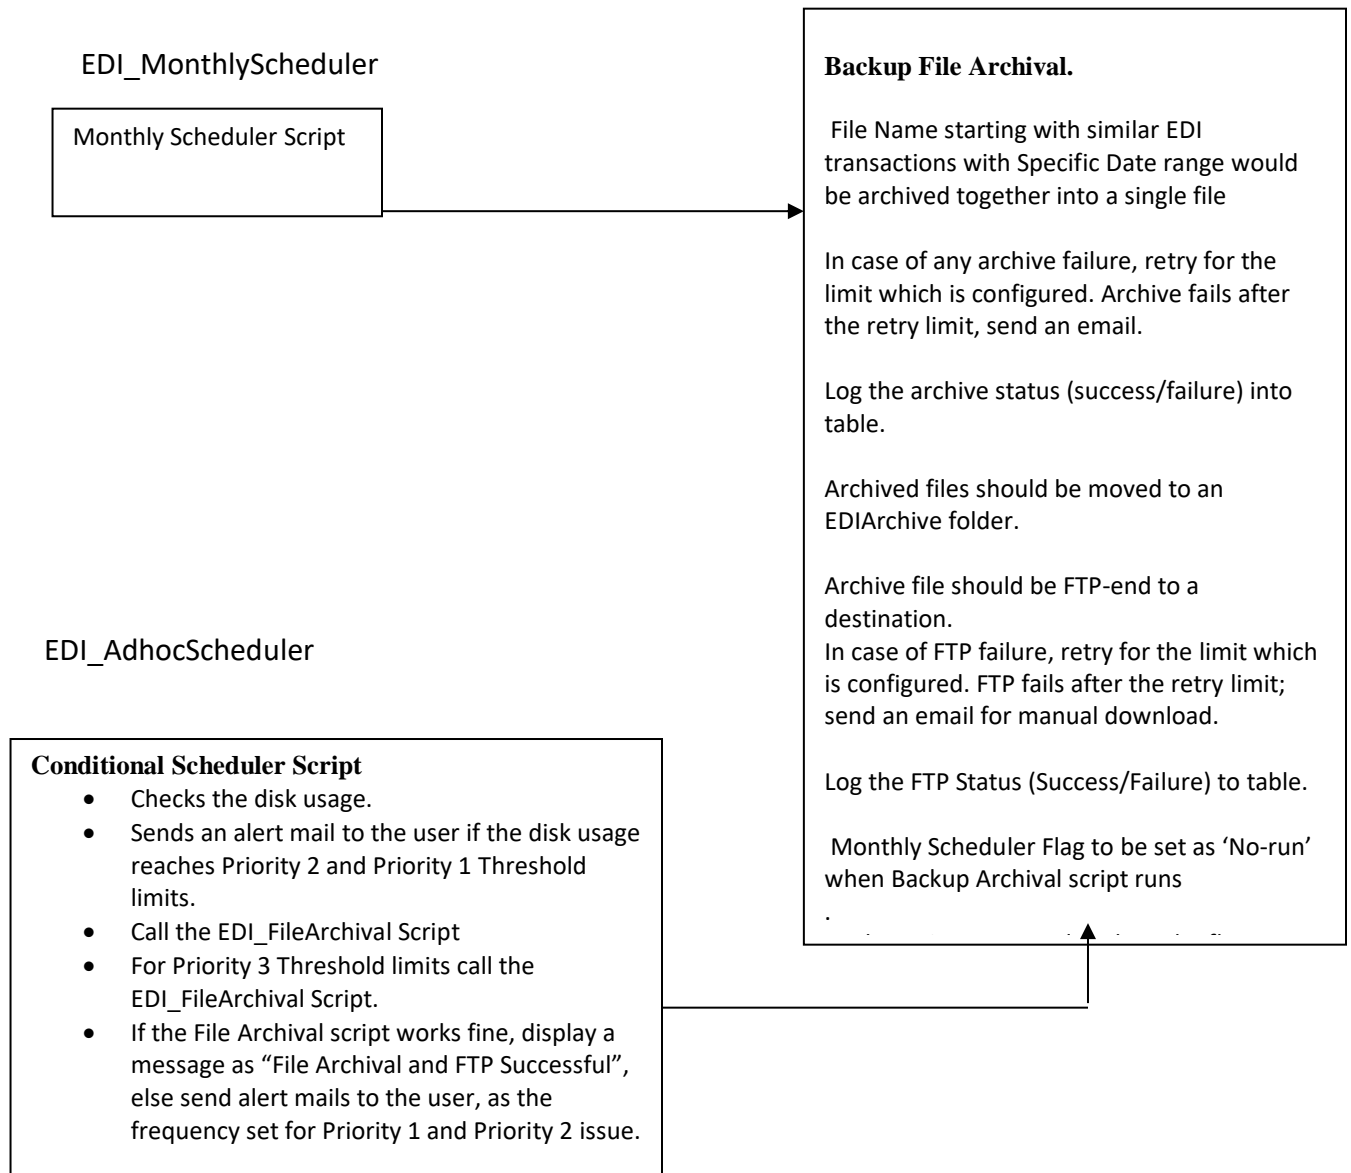 EDI_MonthlyScheduler
Monthly Scheduler Script
Backup File Archival.
File Name starting with similar EDI
transactions with Specific Date range would
be archived together into a single file
In case of any archive failure, retry for the
limit which is configured. Archive fails after
the retry limit, send an email.
Log the archive status (success/failure) into
table.
Archived files should be moved to an
EDIArchive folder.
Archive file should be FTP-end to a
destination.
In case of FTP failure, retry for the limit which
is configured. FTP fails after the retry limit;
send an email for manual download.
Log the FTP Status (Success/Failure) to table.
Monthly Scheduler Flag to be set as ‘No-run’
when Backup Archival script runs
.
EDI_AdhocScheduler
Conditional Scheduler Script
• Checks the disk usage.
• Sends an alert mail to the user if the disk usage
reaches Priority 2 and Priority 1 Threshold
limits.
• Call the EDI_FileArchival Script
• For Priority 3 Threshold limits call the
EDI_FileArchival Script.
• If the File Archival script works fine, display a
message as “File Archival and FTP Successful”,
else send alert mails to the user, as the
frequency set for Priority 1 and Priority 2 issue.